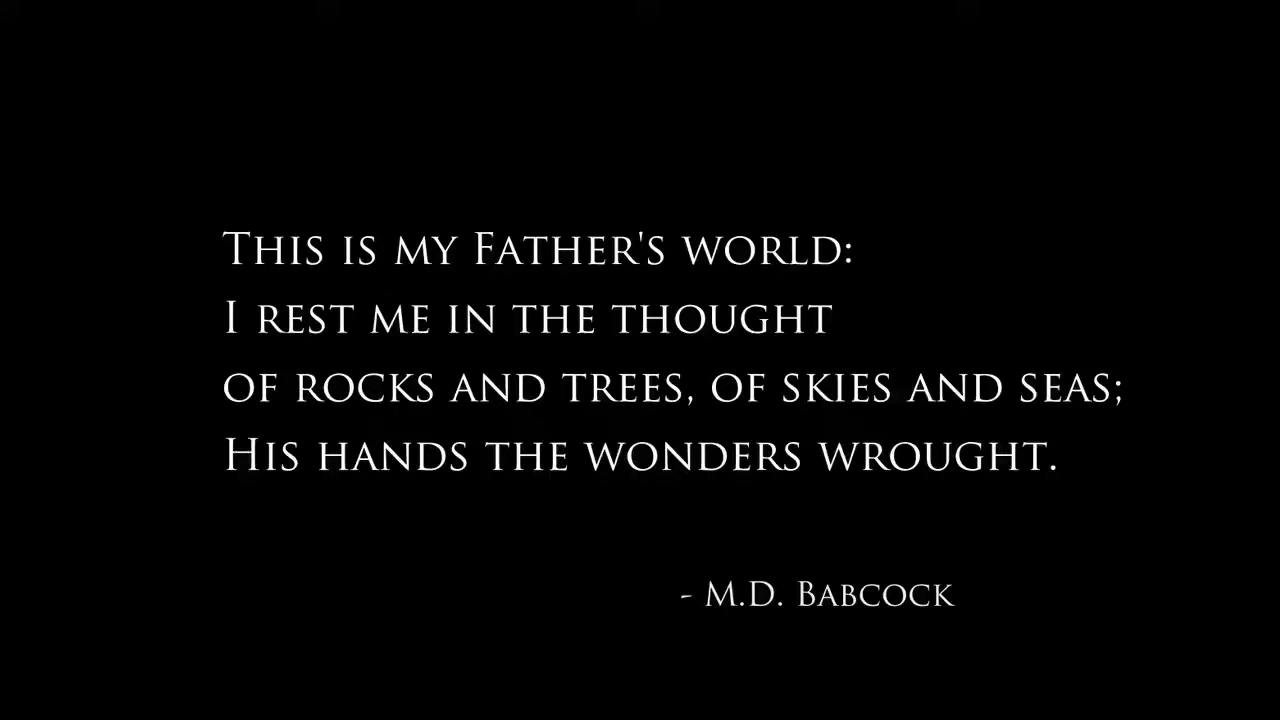 This is my Father's world:
I rest me in the thought
of rocks and trees, of skies and seas;
His hands the wonders wrought.
- M.D. Babcock